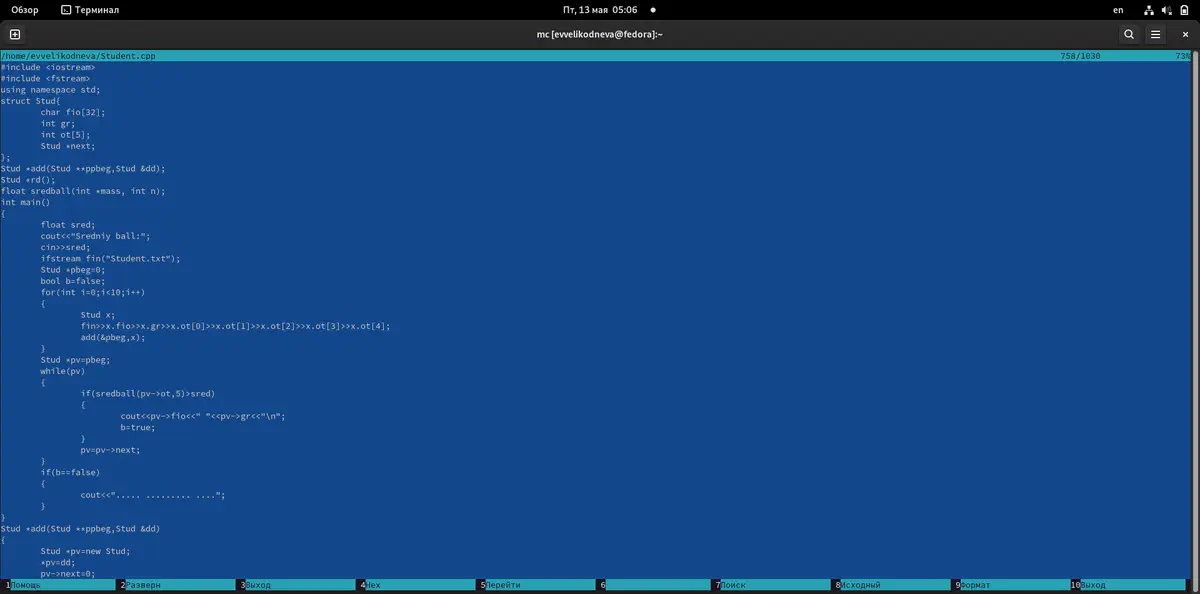 Обзор Терминал Пт, 13 мая 05:06 en
mc [evvelikodneva@fedora]:~
/home/evvelikodneva/Student.cpp 758/1030 73%
#include <iostream>
#include <fstream>
using namespace std;
struct Stud{
char fio[32];
int gr;
int ot[5];
Stud *next;
};
Stud *add(Stud **ppbeg,Stud &dd);
Stud *rd();
float sredball(int *mass, int n);
int main()
{
float sred;
cout<<"Sredniy ball:";
cin>>sred;
ifstream fin("Student.txt");
Stud *pbeg=0;
bool b=false;
for(int i=0;i<10;i++)
{
Stud x;
fin>>x.fio>>x.gr>>x.ot[0]>>x.ot[1]>>x.ot[2]>>x.ot[3]>>x.ot[4];
add(&pbeg,x);
}
Stud *pv=pbeg;
while(pv)
{
if(sredball(pv->ot,5)>sred)
{
cout<<pv->fio<<" "<<pv->gr<<"\n";
b=true;
}
pv=pv->next;
}
if(b==false)
{
cout<<"..... ......... ....";
}
}
Stud *add(Stud **ppbeg,Stud &dd)
{
Stud *pv=new Stud;
*pv=dd;
pv->next=0;
1Помощь 2Разверн 3Выход 4Hex 5Перейти 6 7Поиск 8Исходный 9Формат 10Выход